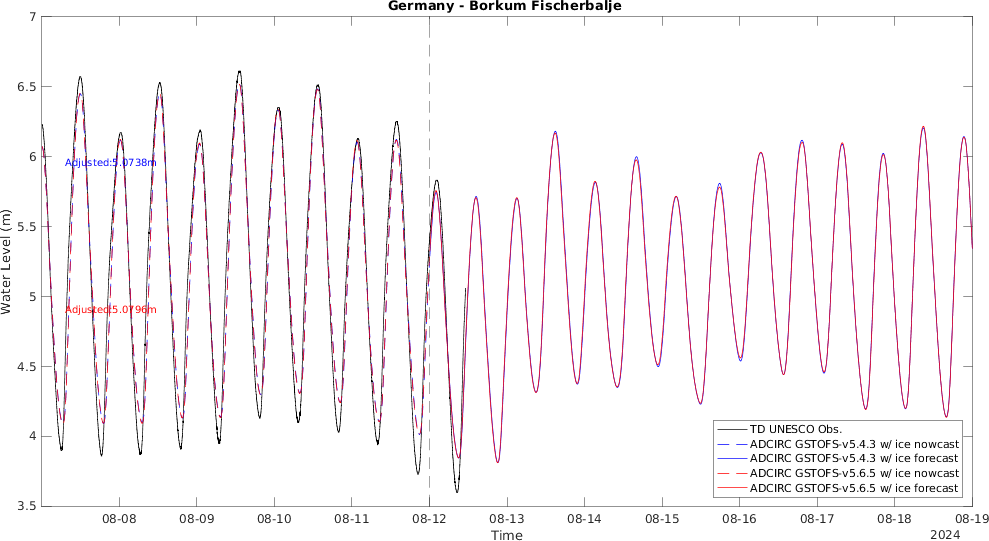 Germany - Borkum Fischerbalje
7
6.5
6
5.5
5
4.5
4
3.5
Water Level (m)
Adjusted:5.0738m
Adjusted:5.0796m
TD UNESCO Obs.
ADCIRC GSTOFS-v5.4.3 w/ ice nowcast
ADCIRC GSTOFS-v5.4.3 w/ ice forecast
ADCIRC GSTOFS-v5.6.5 w/ ice nowcast
ADCIRC GSTOFS-v5.6.5 w/ ice forecast
08-08 08-09 08-10 08-11 08-12 08-13 08-14 08-15 08-16 08-17 08-18 08-19
Time
2024